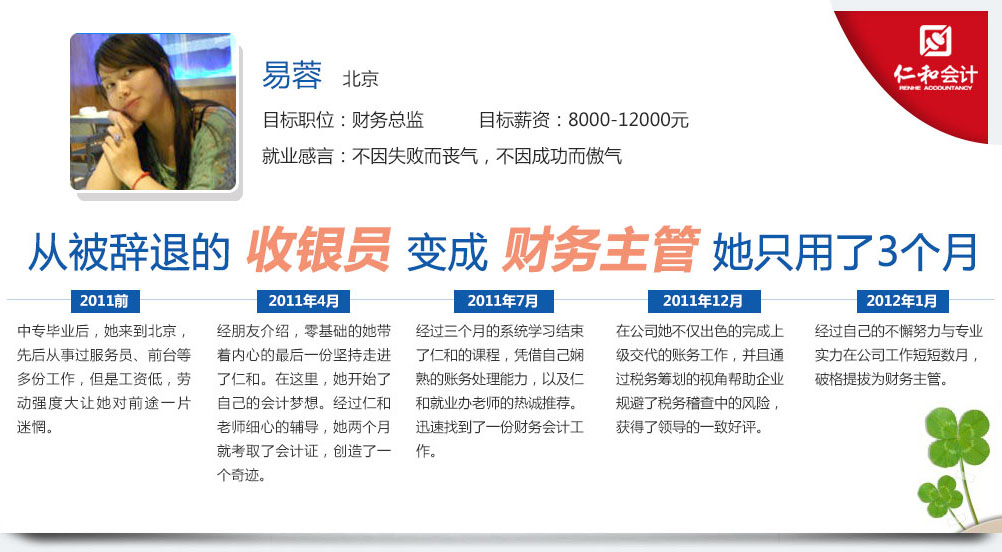 仁和会计
RENHE ACCOUNTANCY
易蓉 北京
目标职位：财务总监 目标薪资：8000-12000元
就业感言：不因失败而丧气，不因成功而傲气
从被辞退的 收银员 变成 财务主管 她只用了3个月
2011前
中专毕业后，她来到北京，
先后从事过服务员、前台等
多份工作，但是工资低，劳
动强度大让她对前途一片
迷惘。
2011年4月
经朋友介绍，零基础的她带
着内心的最后一份坚持走进
了仁和。在这里，她开始了
自己的会计梦想。经过仁和
老师细心的辅导，她两个月
就考取了会计证，创造了一
个奇迹。
2011年7月
经过三个月的系统学习结束
了仁和的课程，凭借自己娴
熟的账务处理能力，以及仁
和就业办老师的热诚推荐。
迅速找到了一份财务会计工
作。
2011年12月
在公司她不仅出色的完成上
级交代的账务工作，并且通
过税务筹划的视角帮助企业
规避了税务稽查中的风险，
获得了领导的一致好评。
2012年1月
经过自己的不懈努力与专业
实力在公司工作短短数月，
破格提拔为财务主管。